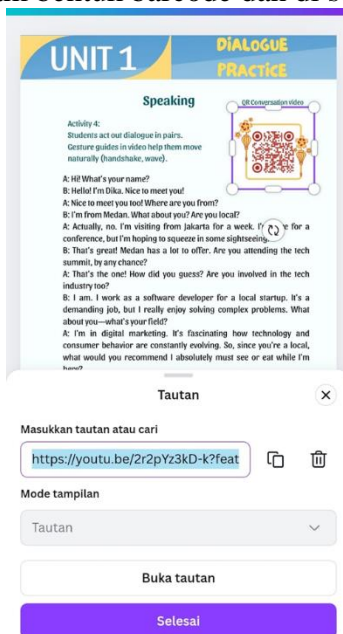 UNIT 1
DIALOGUE
PRACTICE
Speaking
QR Conversation video
Activity 4:
Students act out dialogue in pairs.
Gesture guides in video help them move
naturally (handshake, wave).
A: Hi! What's your name?
B: Hello! I'm Dika. Nice to meet you!
A: Nice to meet you too! Where are you from?
B: I'm from Medan. What about you? Are you local?
A: Actually, no. I'm visiting from Jakarta for a week. for a
conference, but I'm hoping to squeeze in some sightseeing.
B: That's great! Medan has a lot to offer. Are you attending the tech
summit, by any chance?
A: That's the one! How did you guess? Are you involved in the tech
industry too?
B: I am. I work as a software developer for a local startup. It's a
demanding job, but I really enjoy solving complex problems. What
about you—what's your field?
A: I'm in digital marketing. It's fascinating how technology and
consumer behavior are constantly evolving. So, since you're a local,
what would you recommend I absolutely must see or eat while I'm
Tautan
Masukkan tautan atau cari
https://youtu.be/2r2pYz3kD-k?feat
Mode tampilan
Tautan
Buka tautan
Selesai